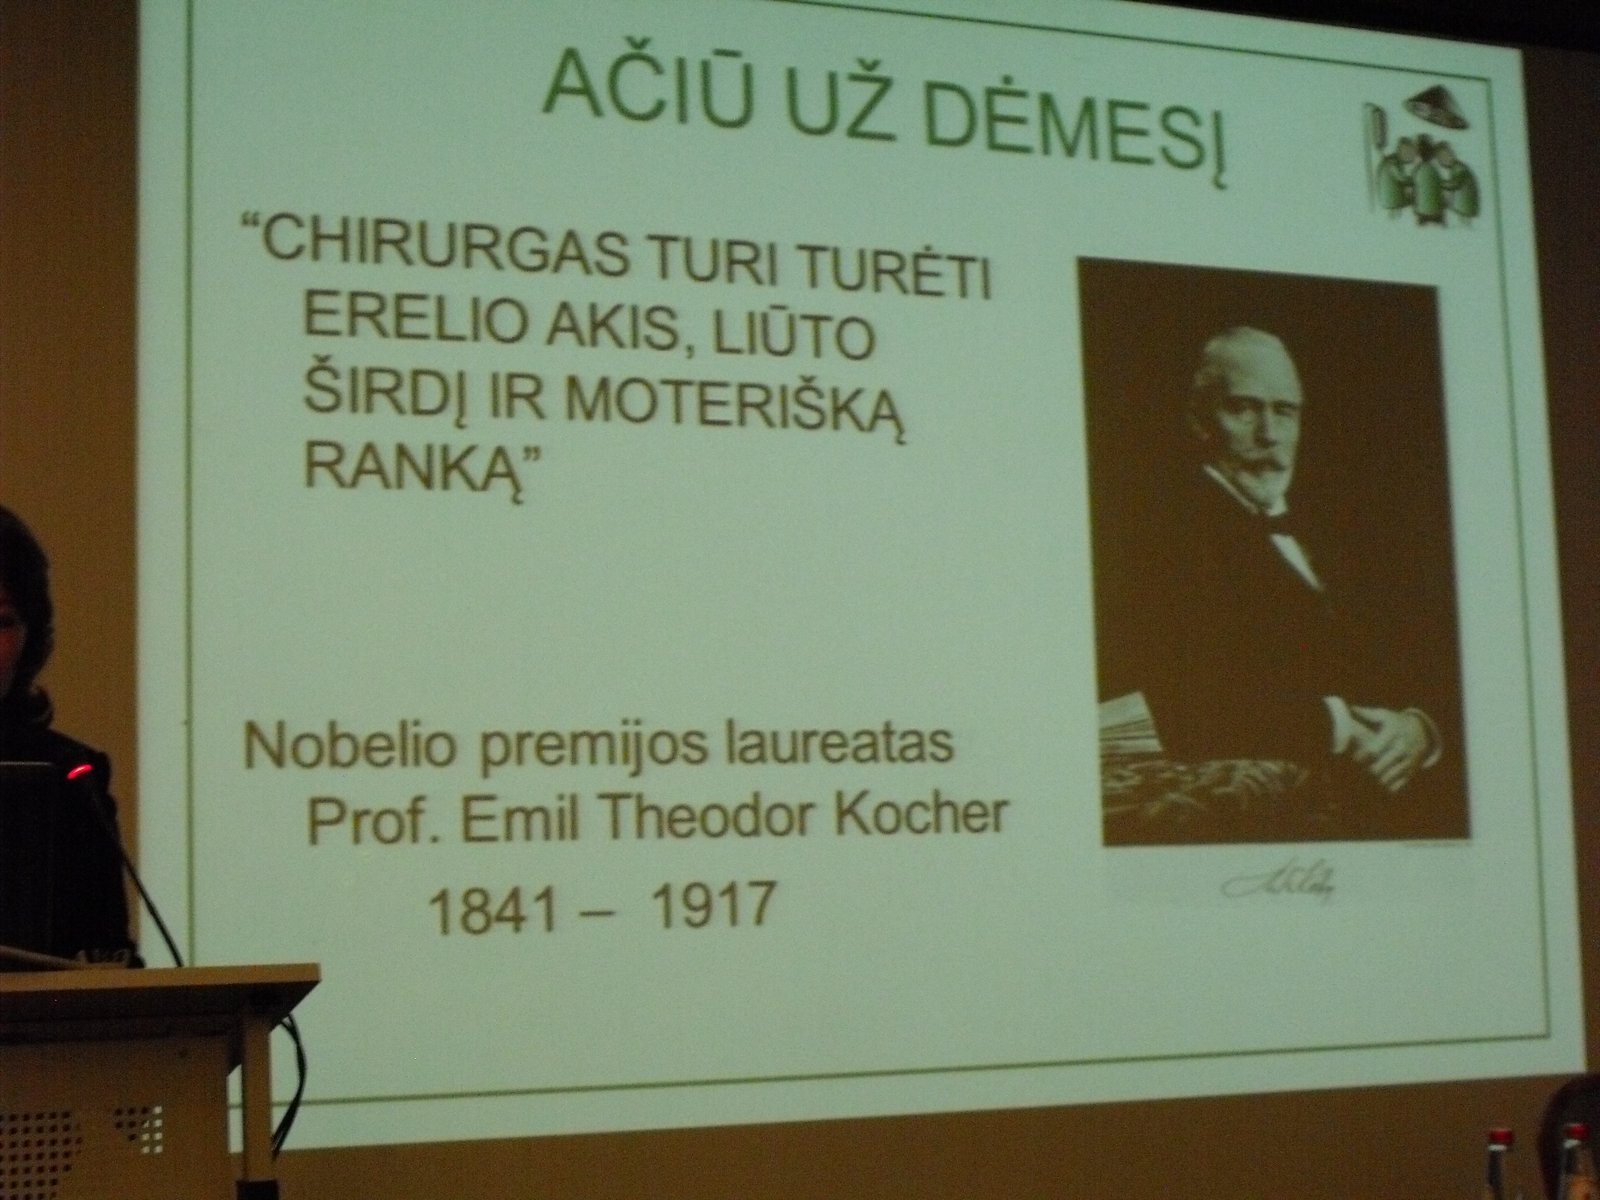 AČIŪ UŽ DĖMESĮ
“CHIRURGAS TURI TURĖTI
ERELIO AKIS, LIŪTO
ŠIRDĮ IR MOTERIŠKĄ
RANKĄ”
Nobelio premijos laureatas
Prof. Emil Theodor Kocher
1841 – 1917